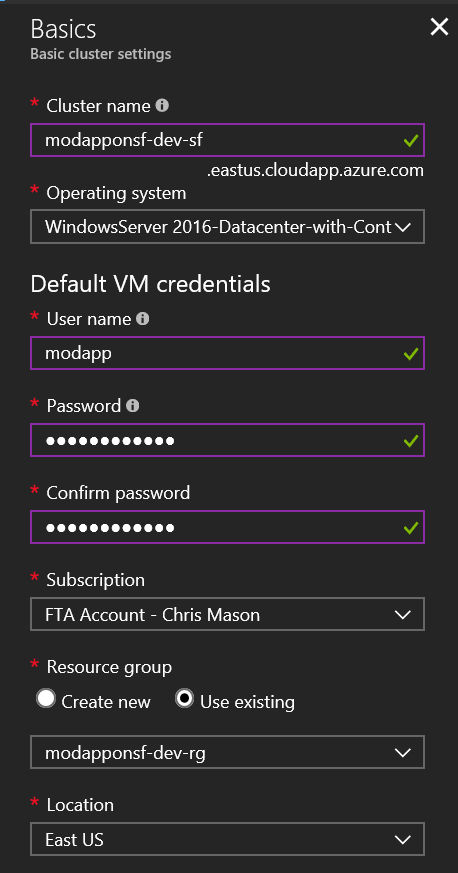 Basics
Basic cluster settings
* Cluster name
modapponsf-dev-sf
.eastus.cloudapp.azure.com
* Operating system
WindowsServer 2016-Datacenter-with-Cont
Default VM credentials
* User name
modapp
* Password
••••••••••••
* Confirm password
••••••••••••
* Subscription
FTA Account - Chris Mason
* Resource group
Create new Use existing
modapponsf-dev-rg
* Location
East US